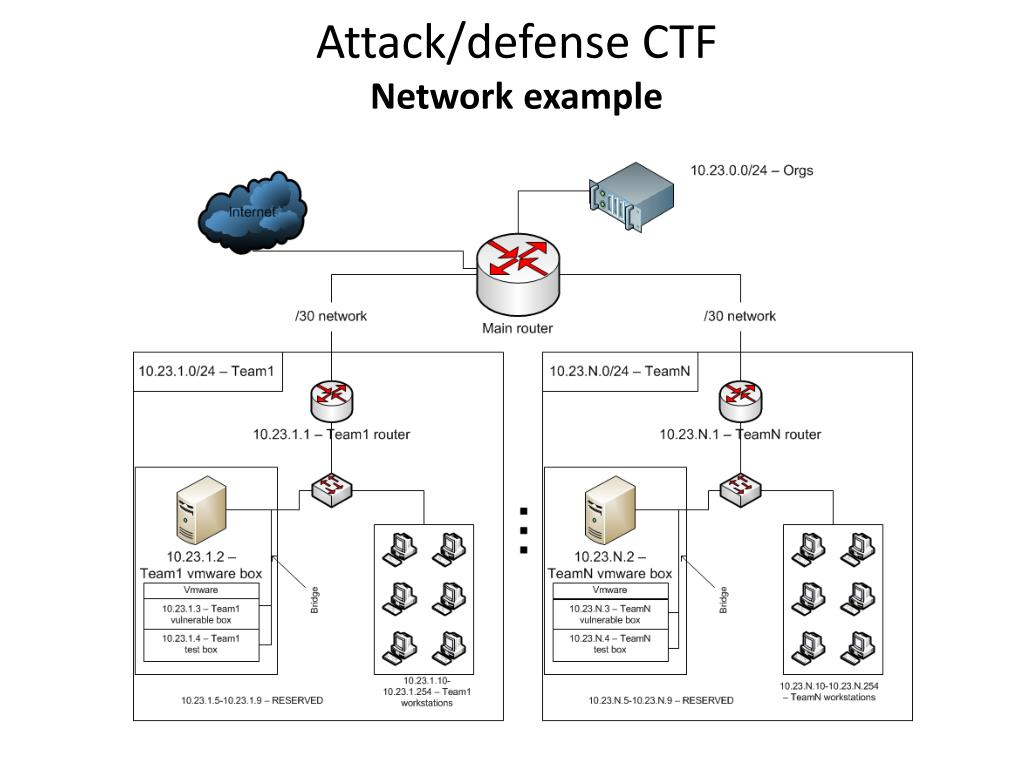 Attack/defense CTF
Network example
10.23.0.0/24 – Orgs
Internet
Main router
/30 network
/30 network
10.23.1.0/24 – Team1
10.23.1.1 – Team1 router
10.23.1.2 –
Team1 vmware box
Vmware
10.23.1.3 – Team1
vulnerable box
10.23.1.4 – Team1
test box
Bridge
10.23.1.10-
10.23.1.254 – Team1
workstations
10.23.1.5-10.23.1.9 – RESERVED
10.23.N.0/24 – TeamN
10.23.N.1 – TeamN router
10.23.N.2 –
TeamN vmware box
Vmware
10.23.N.3 – TeamN
vulnerable box
10.23.N.4 – TeamN
test box
Bridge
10.23.N.10-10.23.N.254
– TeamN workstations
10.23.N.5-10.23.N.9 – RESERVED